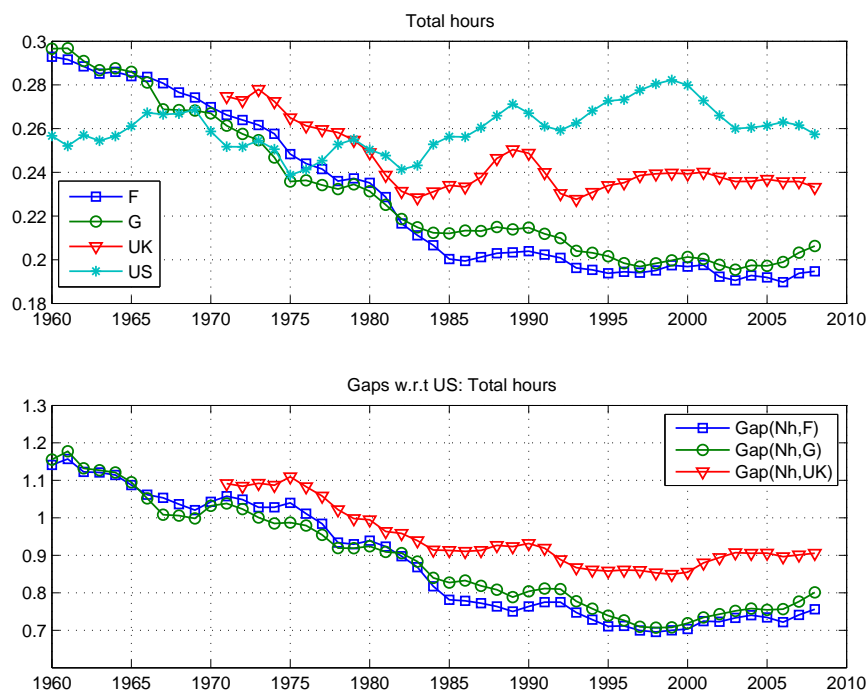 Total hours
0.3
0.28
0.26
0.24
0.22
0.2
0.18
F
G
UK
US
1960 1965 1970 1975 1980 1985 1990 1995 2000 2005 2010
Gaps w.r.t US: Total hours
1.3
1.2
1.1
1
0.9
0.8
0.7
Gap(Nh,F)
Gap(Nh,G)
Gap(Nh,UK)
1960 1965 1970 1975 1980 1985 1990 1995 2000 2005 2010